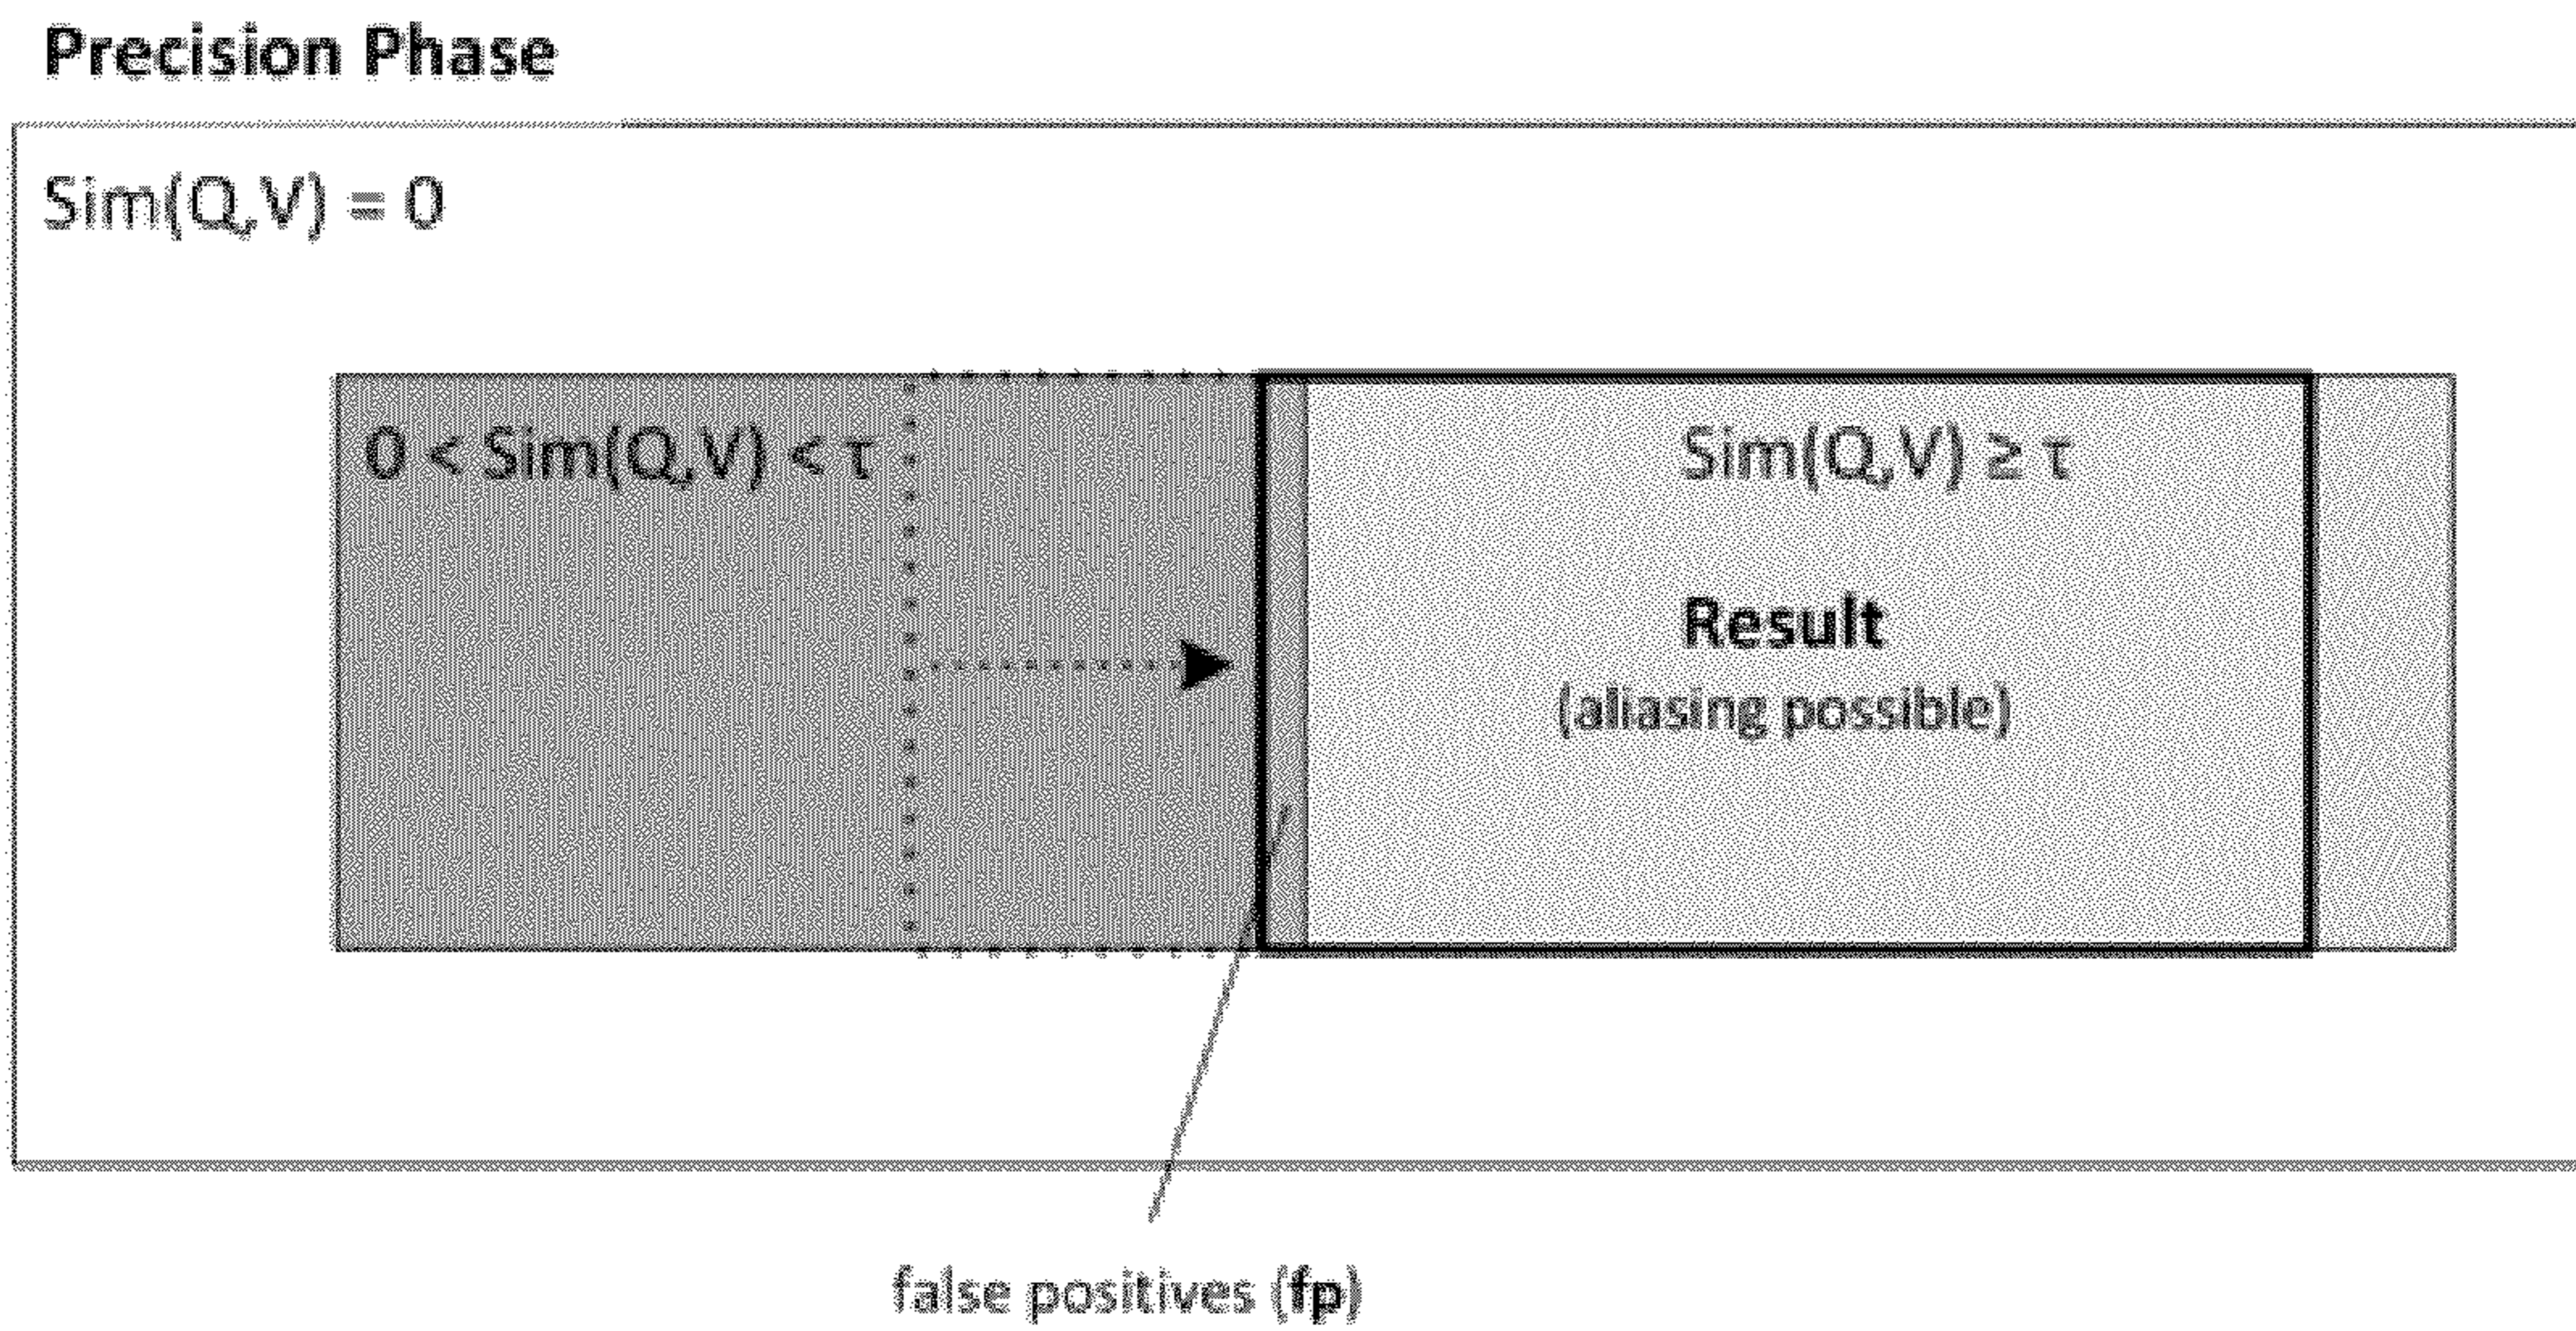 Precision Phase
Sim(Q,V) = 0
0 < Sim(Q,V) < τ
Sim(Q,V) ≥ τ
Result
(aliasing possible)
false positives (fp)